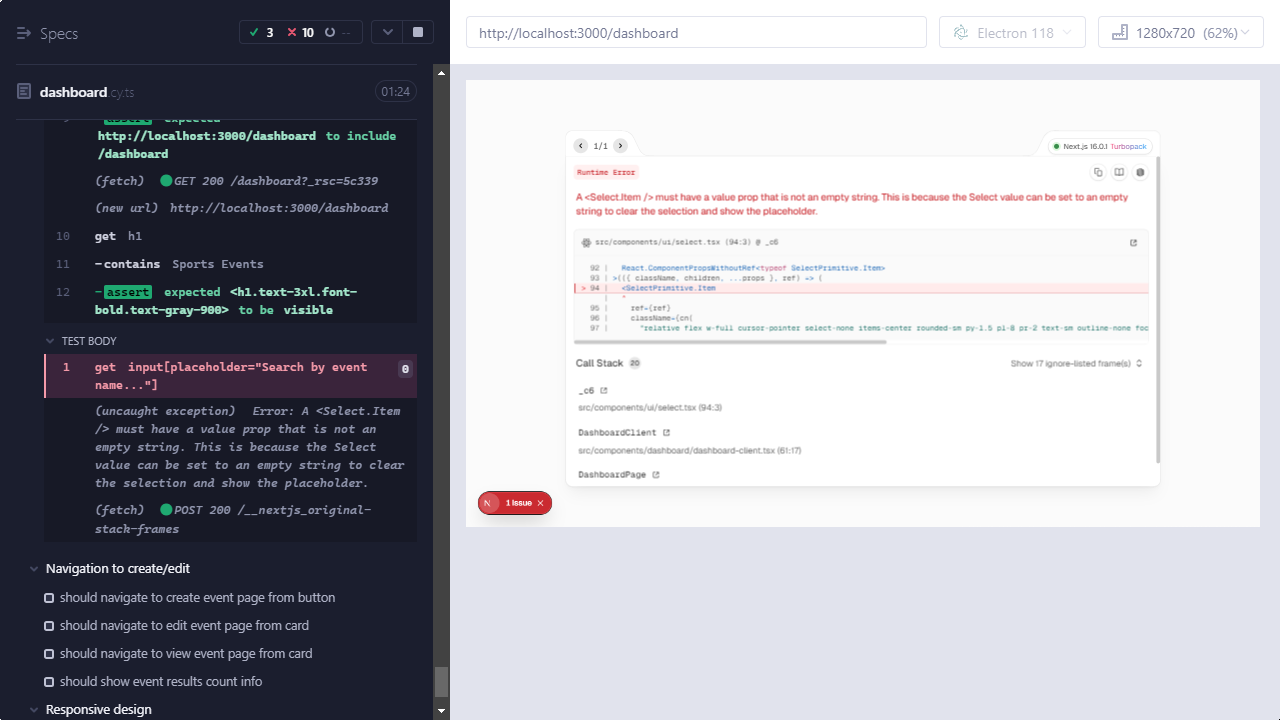 Specs
3
10
--
dashboard.cy.ts
01:24
9 -assert expected
http://localhost:3000/dashboard to include
/dashboard
(fetch) GET 200 /dashboard?_rsc=5c339
(new url) http://localhost:3000/dashboard
10 get h1
11 -contains Sports Events
12 -assert expected <h1.text-3xl.font-
bold.text-gray-900> to be visible
TEST BODY
1 get input[placeholder="Search by event
name..."]
0
(uncaught exception) Error: A <Select.Item
/> must have a value prop that is not an
empty string. This is because the Select
value can be set to an empty string to clear
the selection and show the placeholder.
(fetch) POST 200 /__nextjs_original-
stack-frames
Navigation to create/edit
should navigate to create event page from button
should navigate to edit event page from card
should navigate to view event page from card
should show event results count info
Responsive design
http://localhost:3000/dashboard
Electron 118
1280x720 (62%)
1/1
Next.js 16.0.1 Turbopack
Runtime Error
A <Select.Item /> must have a value prop that is not an empty string. This is because the Select value can be set to an empty
string to clear the selection and show the placeholder.
src/components/ui/select.tsx (94:3) @ _c6
92 | React.ComponentPropsWithoutRef<typeof SelectPrimitive.Item>
93 | >(({ className, children, ...props }, ref) => (
> 94 | <SelectPrimitive.Item
| ^
95 | ref={ref}
96 | className={cn(
97 | "relative flex w-full cursor-pointer select-none items-center rounded-sm py-1.5 pl-8 pr-2 text-sm outline-none foc
Call Stack 20
Show 17 ignore-listed frame(s)
_c6
src/components/ui/select.tsx (94:3)
DashboardClient
src/components/dashboard/dashboard-client.tsx (61:17)
DashboardPage
N 1 Issue